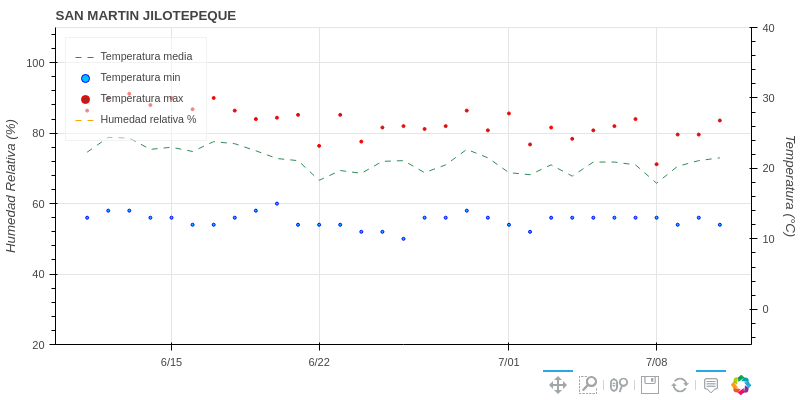 SAN MARTIN JILOTEPEQUE
Temperatura media
Temperatura min
Temperatura max
Humedad relativa %
Humedad Relativa (%)
100
80
60
40
20
Temperatura (°C)
40
30
20
10
0
6/15
6/22
7/01
7/08